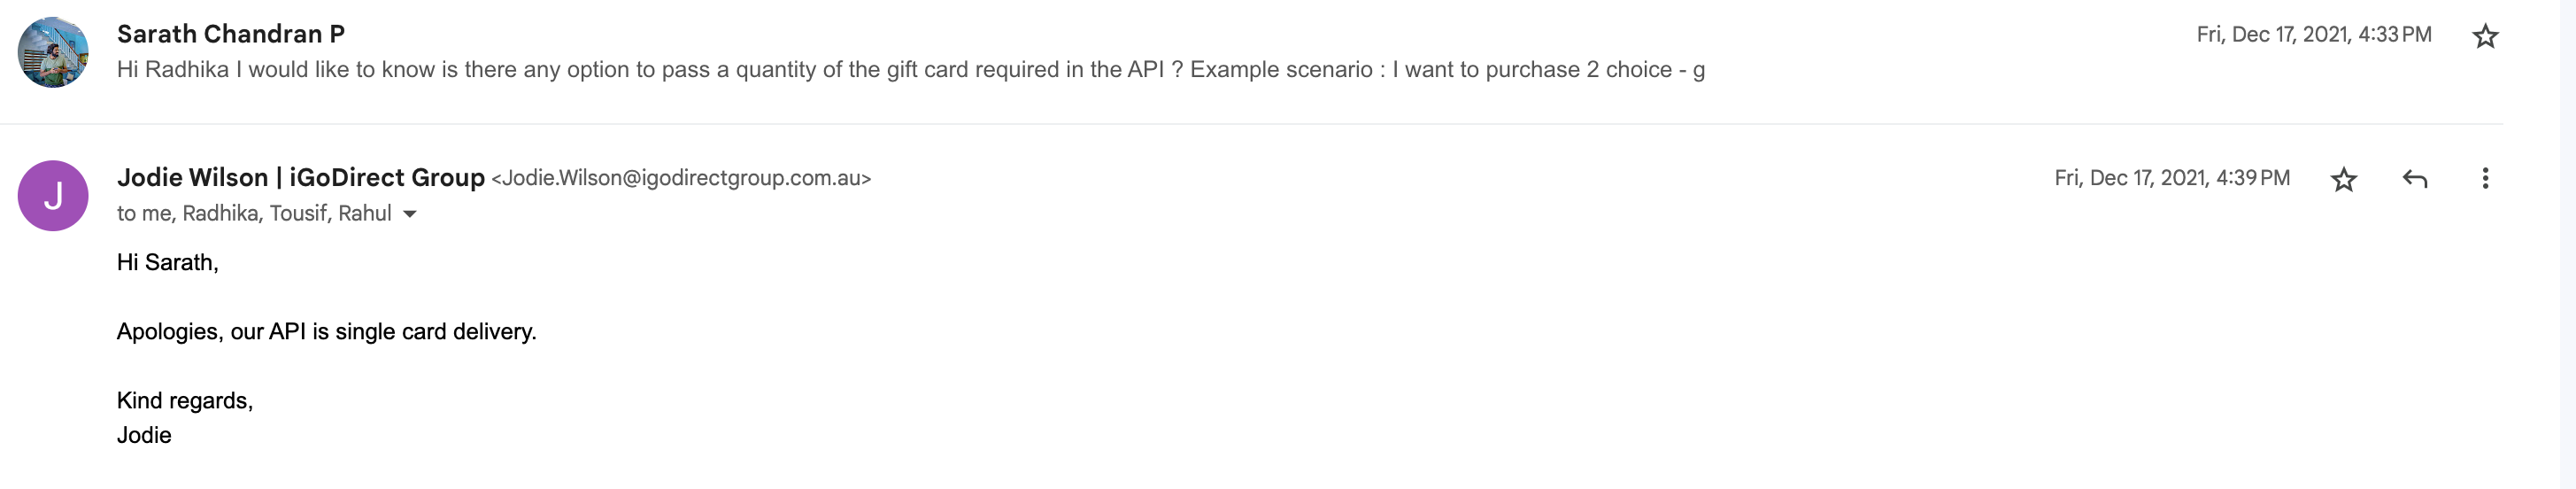 Sarath Chandran P
Fri, Dec 17, 2021, 4:33 PM
Hi Radhika I would like to know is there any option to pass a quantity of the gift card required in the API ? Example scenario : I want to purchase 2 choice - g
J
Jodie Wilson | iGoDirect Group <Jodie.Wilson@igodirectgroup.com.au>
Fri, Dec 17, 2021, 4:39 PM
to me, Radhika, Tousif, Rahul
Hi Sarath,
Apologies, our API is single card delivery.
Kind regards,
Jodie